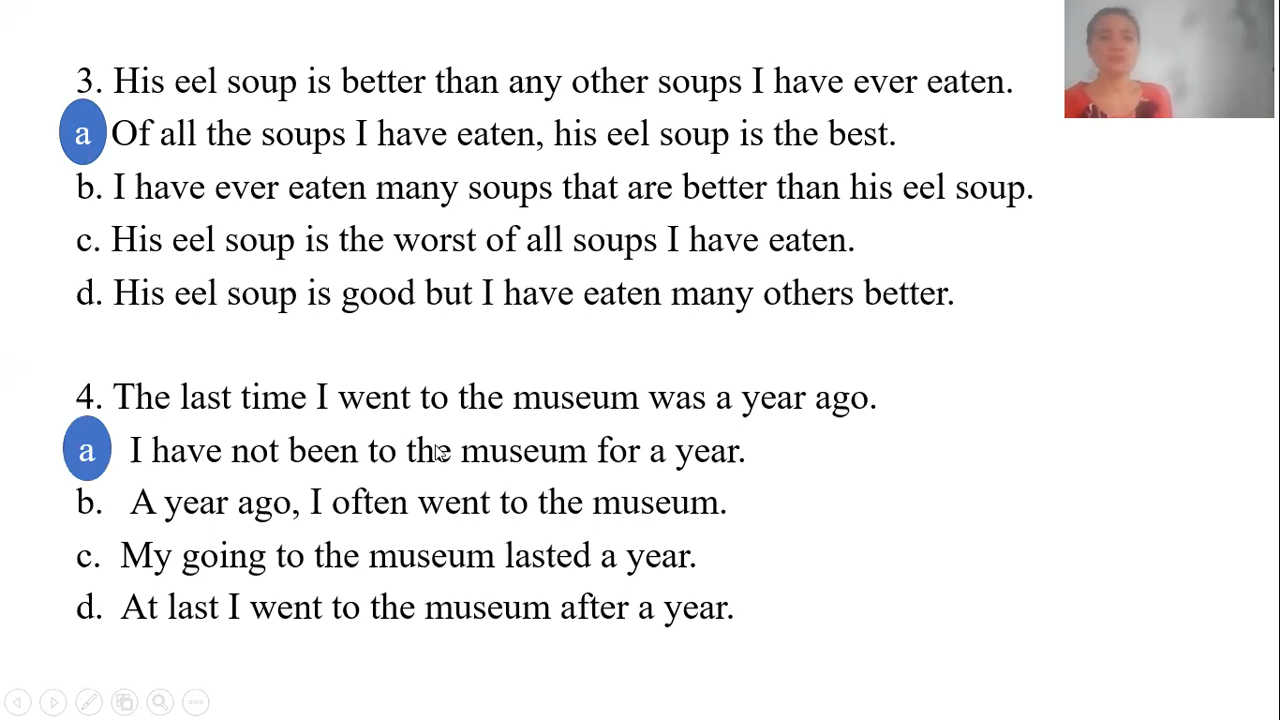 3. His eel soup is better than any other soups I have ever eaten.
a Of all the soups I have eaten, his eel soup is the best.
b. I have ever eaten many soups that are better than his eel soup.
c. His eel soup is the worst of all soups I have eaten.
d. His eel soup is good but I have eaten many others better.
4. The last time I went to the museum was a year ago.
a I have not been to the museum for a year.
b. A year ago, I often went to the museum.
c. My going to the museum lasted a year.
d. At last I went to the museum after a year.